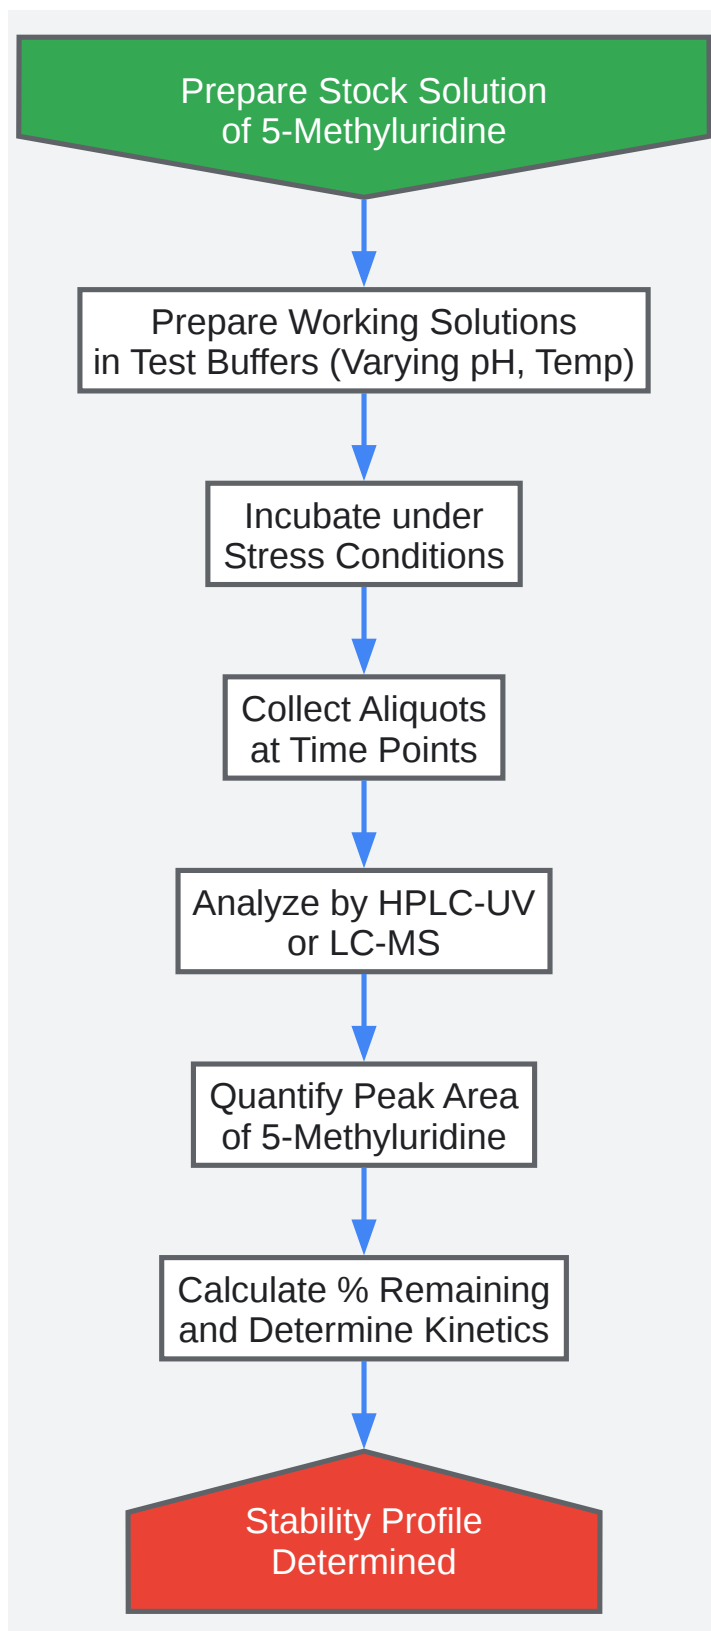 Prepare Stock Solution
of 5-Methyluridine
Prepare Working Solutions
in Test Buffers (Varying pH, Temp)
Incubate under
Stress Conditions
Collect Aliquots
at Time Points
Analyze by HPLC-UV
or LC-MS
Quantify Peak Area
of 5-Methyluridine
Calculate % Remaining
and Determine Kinetics
Stability Profile
Determined